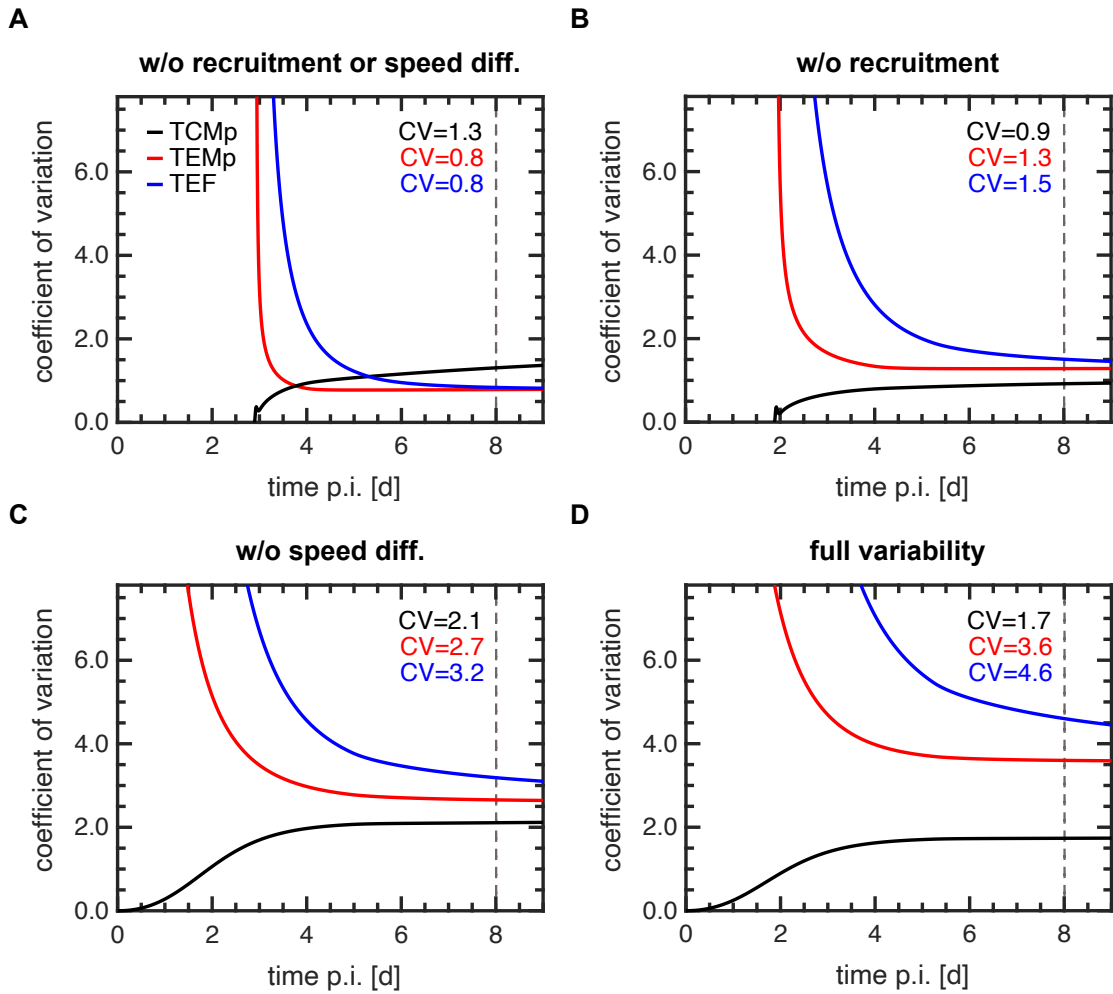 A
w/o recruitment or speed diff.
TCMp
TEMp
TEF
CV=1.3
CV=0.8
CV=0.8
coefficient of variation
6.0
4.0
2.0
0.0
0 2 4 6 8
time p.i. [d]
B
w/o recruitment
CV=0.9
CV=1.3
CV=1.5
coefficient of variation
6.0
4.0
2.0
0.0
0 2 4 6 8
time p.i. [d]
C
w/o speed diff.
CV=2.1
CV=2.7
CV=3.2
coefficient of variation
6.0
4.0
2.0
0.0
0 2 4 6 8
time p.i. [d]
D
full variability
CV=1.7
CV=3.6
CV=4.6
coefficient of variation
6.0
4.0
2.0
0.0
0 2 4 6 8
time p.i. [d]